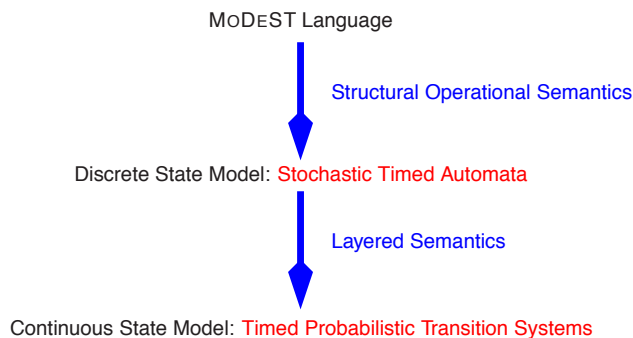 MODEST Language
Structural Operational Semantics
Discrete State Model: Stochastic Timed Automata
Layered Semantics
Continuous State Model: Timed Probabilistic Transition Systems